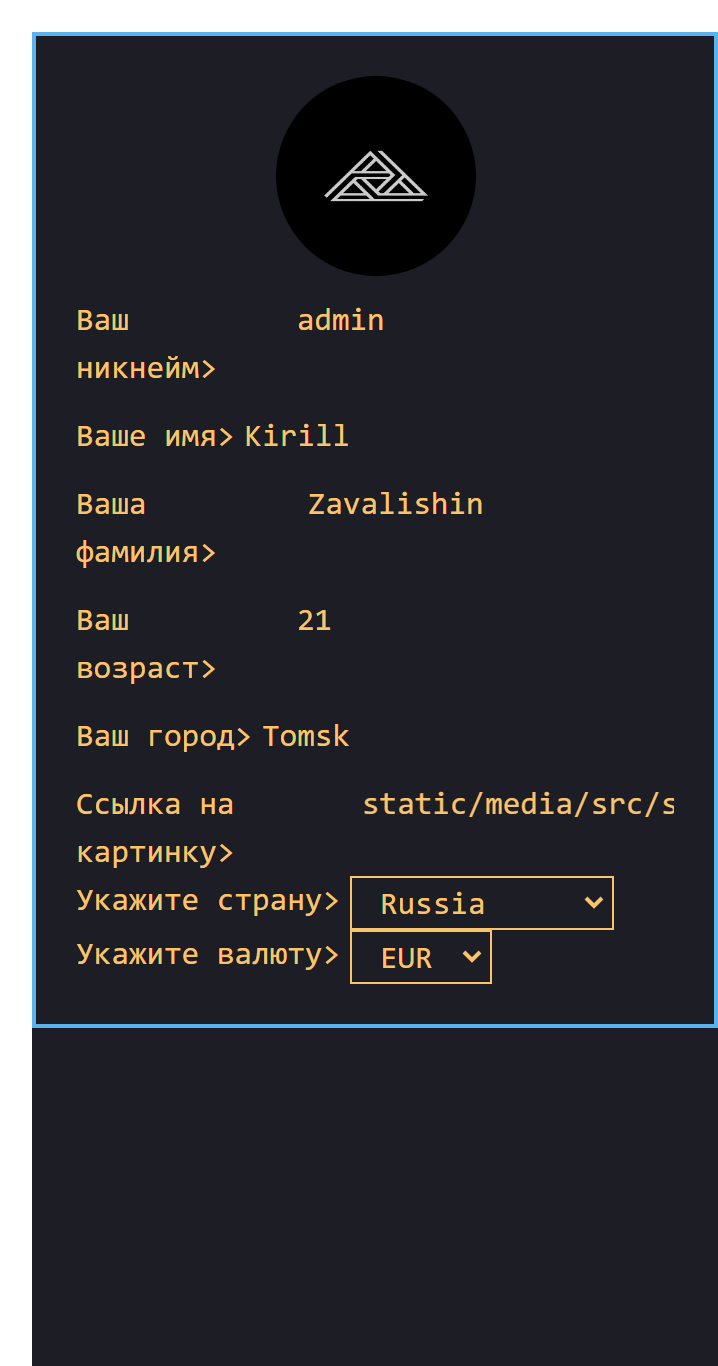 Ваш admin
никнейм>
Ваше имя> Kirill
Ваша Zavalishin
фамилия>
Ваш 21
возраст>
Ваш город> Tomsk
Ссылка на static/media/src/s
картинку>
Укажите страну> Russia
Укажите валюту> EUR